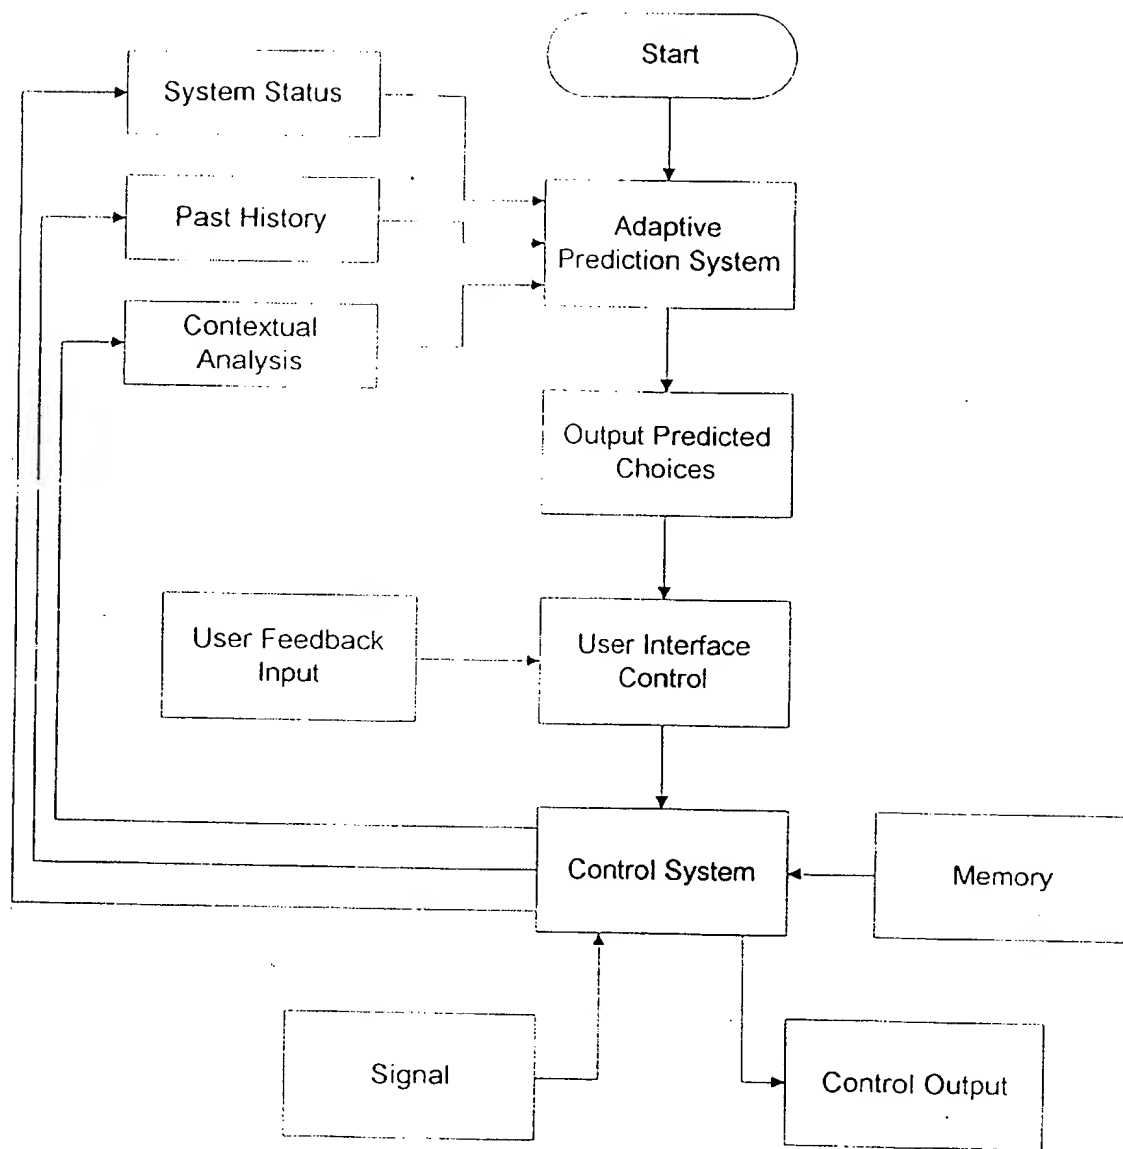 Start
System Status
Past History
Adaptive
Prediction System
Contextual
Analysis
Output Predicted
Choices
User Feedback
Input
User Interface
Control
Control System
Memory
Signal
Control Output